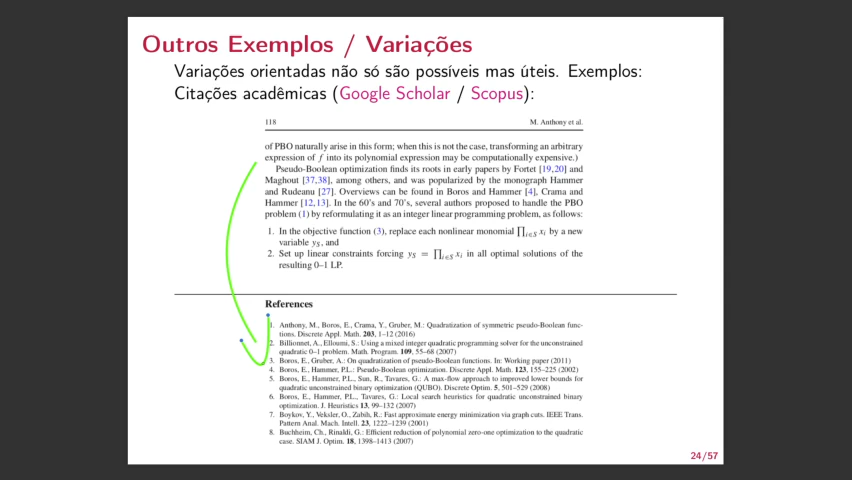 Outros Exemplos / Variações
Variações orientadas não só são possíveis mas úteis. Exemplos:
Citações acadêmicas (Google Scholar / Scopus):
118 M. Anthony et al.
of PBO naturally arise in this form; when this is not the case, transforming an arbitrary
expression of f into its polynomial expression may be computationally expensive.)
Pseudo-Boolean optimization finds its roots in early papers by Fortet [19,20] and
Maghout [37,38], among others, and was popularized by the monograph Hammer
and Rudeanu [27]. Overviews can be found in Boros and Hammer [4], Crama and
Hammer [12,13]. In the 60's and 70's, several authors proposed to handle the PBO
problem (1) by reformulating it as an integer linear programming problem, as follows:
1. In the objective function (3), replace each nonlinear monomial ∏i∈S xi by a new
variable yS, and
2. Set up linear constraints forcing yS = ∏i∈S xi in all optimal solutions of the
resulting 0–1 LP.
References
1. Anthony, M., Boros, E., Crama, Y., Gruber, M.: Quadratization of symmetric pseudo-Boolean func-
tions. Discrete Appl. Math. 203, 1–12 (2016)
2. Billionnet, A., Elloumi, S.: Using a mixed integer quadratic programming solver for the unconstrained
quadratic 0–1 problem. Math. Program. 109, 55–68 (2007)
3. Boros, E., Gruber, A.: On quadratization of pseudo-Boolean functions. In: Working paper (2011)
4. Boros, E., Hammer, P.L.: Pseudo-Boolean optimization. Discrete Appl. Math. 123, 155–225 (2002)
5. Boros, E., Hammer, P.L., Sun, R., Tavares, G.: A max-flow approach to improved lower bounds for
quadratic unconstrained binary optimization (QUBO). Discrete Optim. 5, 501–529 (2008)
6. Boros, E., Hammer, P.L., Tavares, G.: Local search heuristics for quadratic unconstrained binary
optimization. J. Heuristics 13, 99–132 (2007)
7. Boykov, Y., Veksler, O., Zabih, R.: Fast approximate energy minimization via graph cuts. IEEE Trans.
Pattern Anal. Mach. Intell. 23, 1222–1239 (2001)
8. Buchheim, Ch., Rinaldi, G.: Efficient reduction of polynomial zero-one optimization to the quadratic
case. SIAM J. Optim. 18, 1398–1413 (2007)
24/57